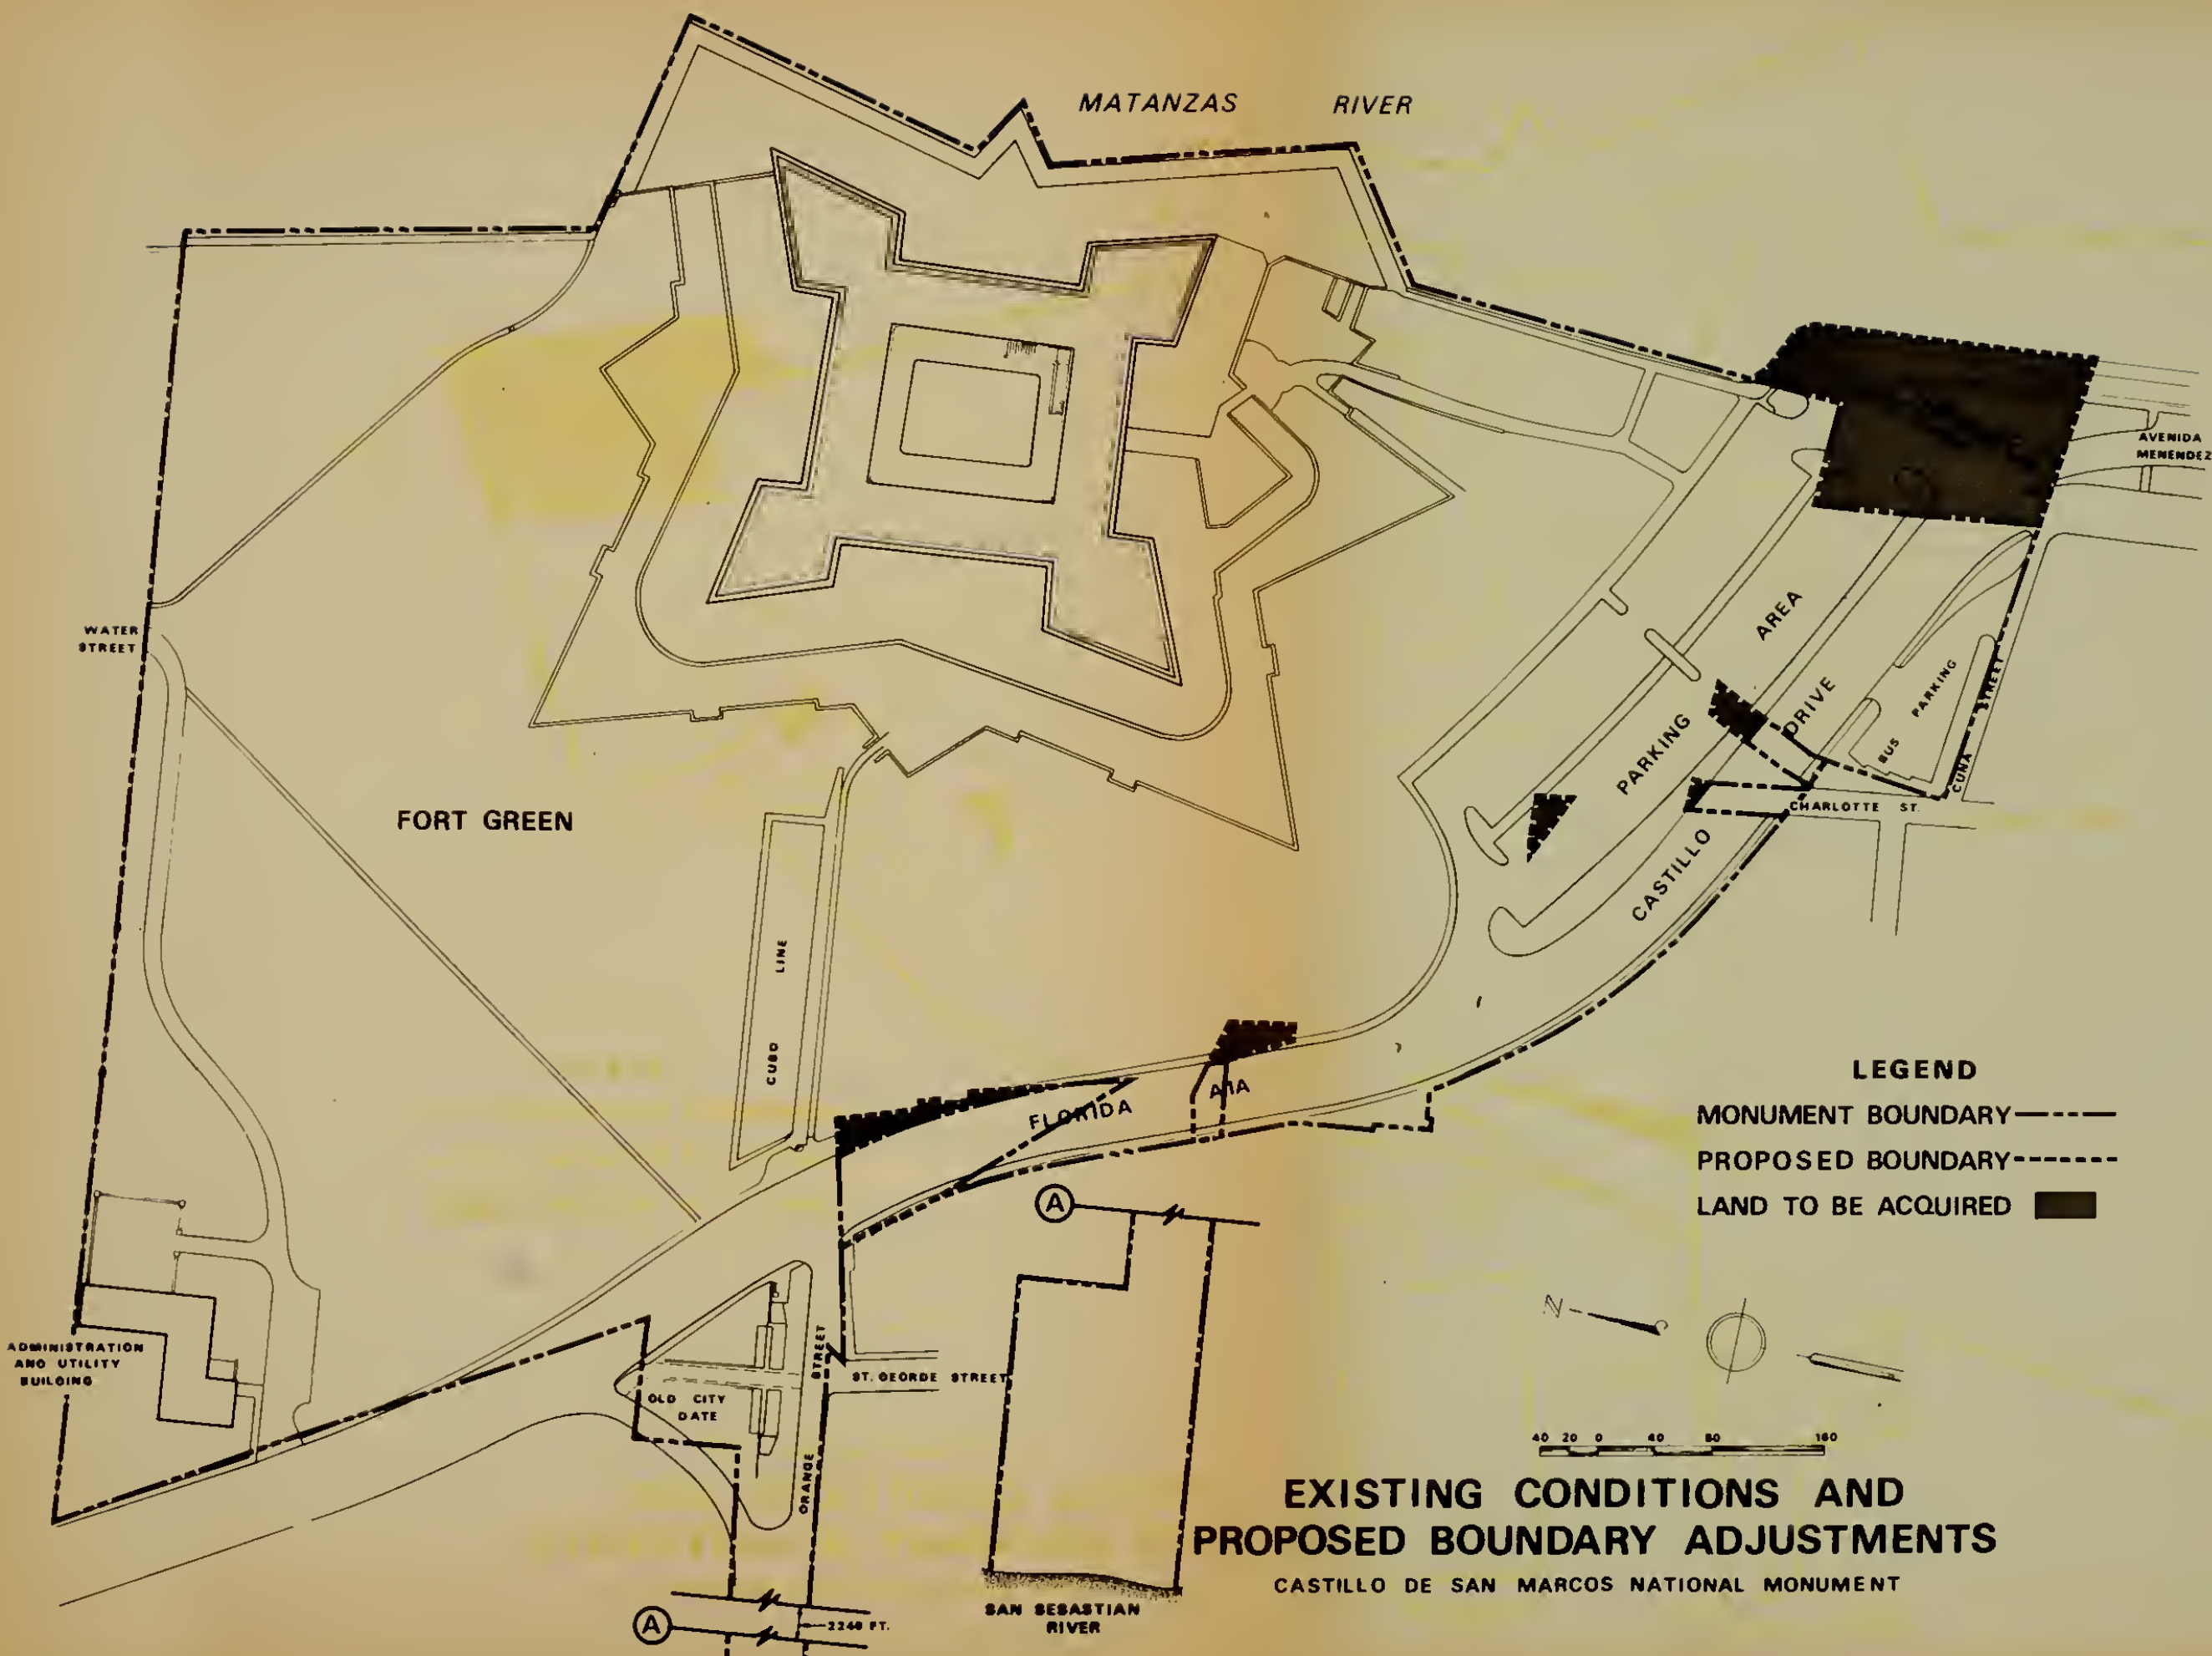 MATANZAS RIVER
AVENIDA
MENENDEZ
WATER
STREET
AREA
PARKING
DRIVE
CASTILLO
PARKING
BUS
STREET
CUNA
CHARLOTTE ST.
FORT GREEN
CUBO LINE
FLORIDA A1A
LEGEND
MONUMENT BOUNDARY
PROPOSED BOUNDARY
LAND TO BE ACQUIRED
A
N
ADMINISTRATION
AND UTILITY
BUILDING
STREET
ORANGE
ST. GEORGE STREET
OLD CITY
DATE
40 20 0 40 80 160
EXISTING CONDITIONS AND
PROPOSED BOUNDARY ADJUSTMENTS
CASTILLO DE SAN MARCOS NATIONAL MONUMENT
SAN SEBASTIAN
RIVER
A